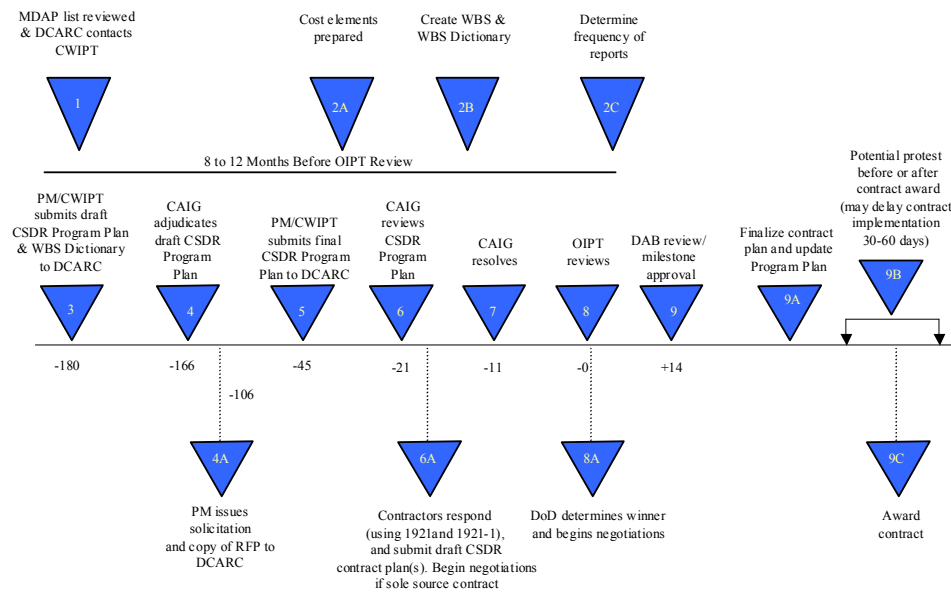 MDAP list reviewed
& DCARC contacts
CWIPT
Cost elements
prepared
Create WBS &
WBS Dictionary
Determine
frequency of
reports
1
2A
2B
2C
8 to 12 Months Before OIPT Review
PM/CWIPT
submits draft
CSDR Program Plan
& WBS Dictionary
to DCARC
CAIG
adjudicates
draft CSDR
Program
Plan
PM/CWIPT
submits final
CSDR Program
Plan to DCARC
CAIG
reviews
CSDR
Program
Plan
CAIG
resolves
OIPT
reviews
DAB review/
milestone
approval
Finalize contract
plan and update
Program Plan
Potential protest
before or after
contract award
(may delay contract
implementation
30-60 days)
3
4
5
6
7
8
9
9A
9B
-180
-166
-45
-21
-11
-0
+14
-106
4A
6A
8A
9C
PM issues
solicitation
and copy of RFP to
DCARC
Contractors respond
(using 1921and 1921-1),
and submit draft CSDR
contract plan(s). Begin negotiations
if sole source contract
DoD determines winner
and begins negotiations
Award
contract